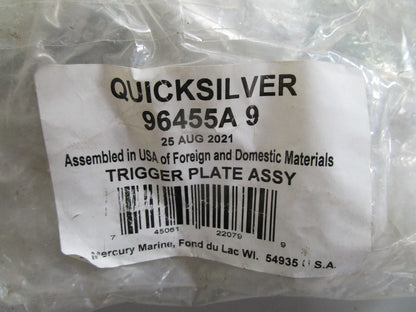 QUICKSILVER
96455A 9
25 AUG 2021
Assembled in USA of Foreign and Domestic Materials
TRIGGER PLATE ASSY
7 45061 22079 9
Mercury Marine, Fond du Lac WI. 54935 U.S.A.